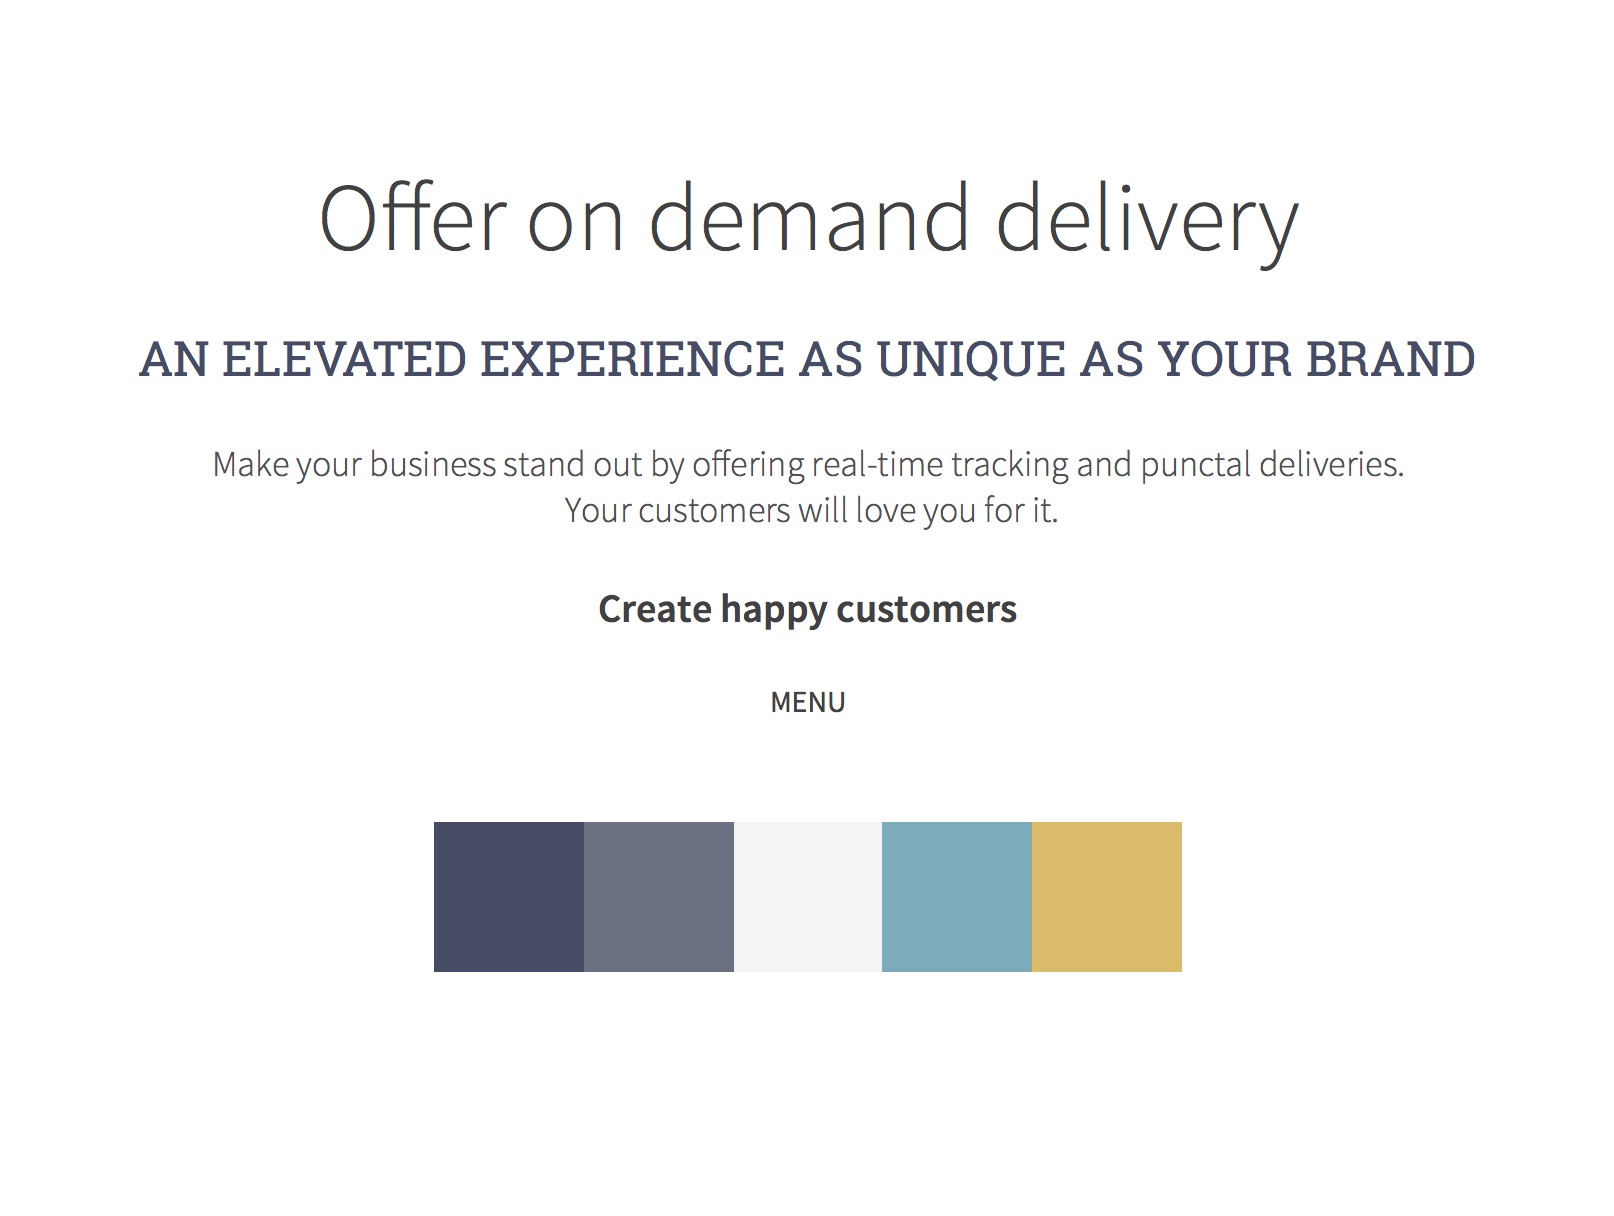 Offer on demand delivery
AN ELEVATED EXPERIENCE AS UNIQUE AS YOUR BRAND
Make your business stand out by offering real-time tracking and punctal deliveries.
Your customers will love you for it.
Create happy customers
MENU